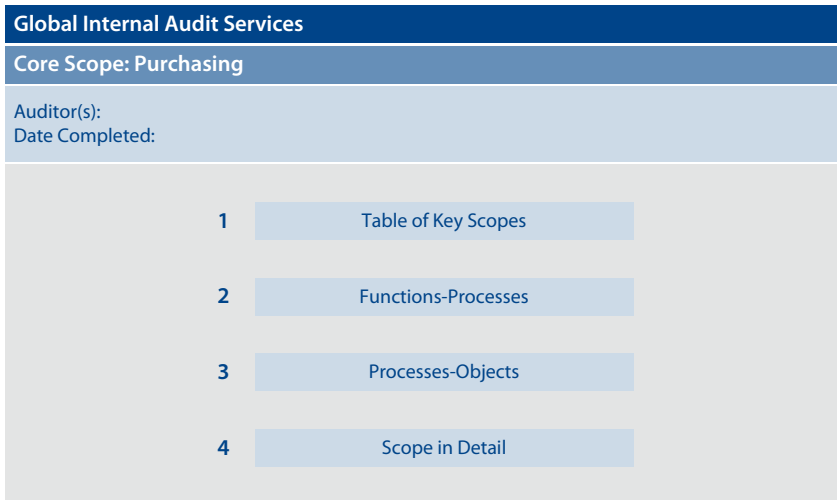 Global Internal Audit Services
Core Scope: Purchasing
Auditor(s):
Date Completed:
1 Table of Key Scopes
2 Functions-Processes
3 Processes-Objects
4 Scope in Detail